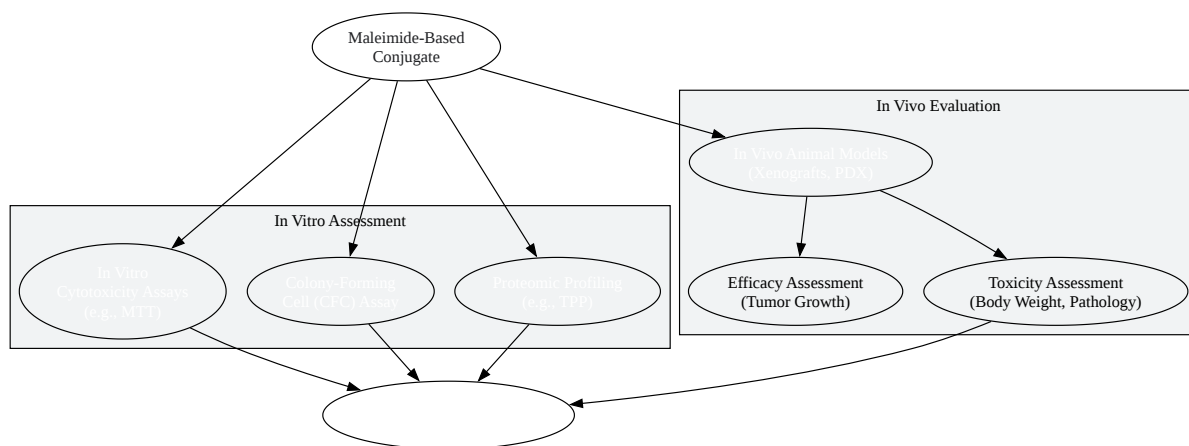 Maleimide-Based
Conjugate
In Vivo Evaluation
In Vivo Animal Models
(Xenografts, PDX)
In Vitro Assessment
In Vitro
Cytotoxicity Assays
(e.g., MTT)
Colony-Forming
Cell (CFC) Assay
Proteomic Profiling
(e.g., TPP)
Efficacy Assessment
(Tumor Growth)
Toxicity Assessment
(Body Weight, Pathology)